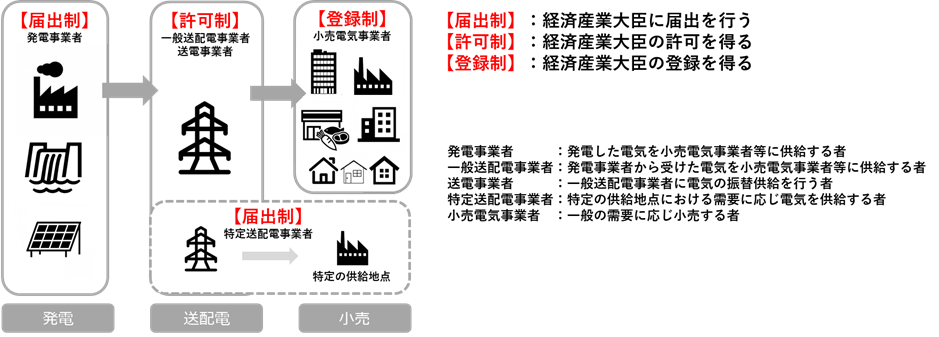 【届出制】
発電事業者
【許可制】
一般送配電事業者
送電事業者
【登録制】
小売電気事業者
【届出制】
特定送配電事業者
特定の供給地点
発電
送配電
小売
【届出制】：経済産業大臣に届出を行う
【許可制】：経済産業大臣の許可を得る
【登録制】：経済産業大臣の登録を得る
発電事業者　　　：発電した電気を小売電気事業者等に供給する者
一般送配電事業者：発電事業者から受けた電気を小売電気事業者等に供給する者
送電事業者　　　：一般送配電事業者に電気の振替供給を行う者
特定送配電事業者：特定の供給地点における需要に応じ電気を供給する者
小売電気事業者　：一般の需要に応じ小売する者